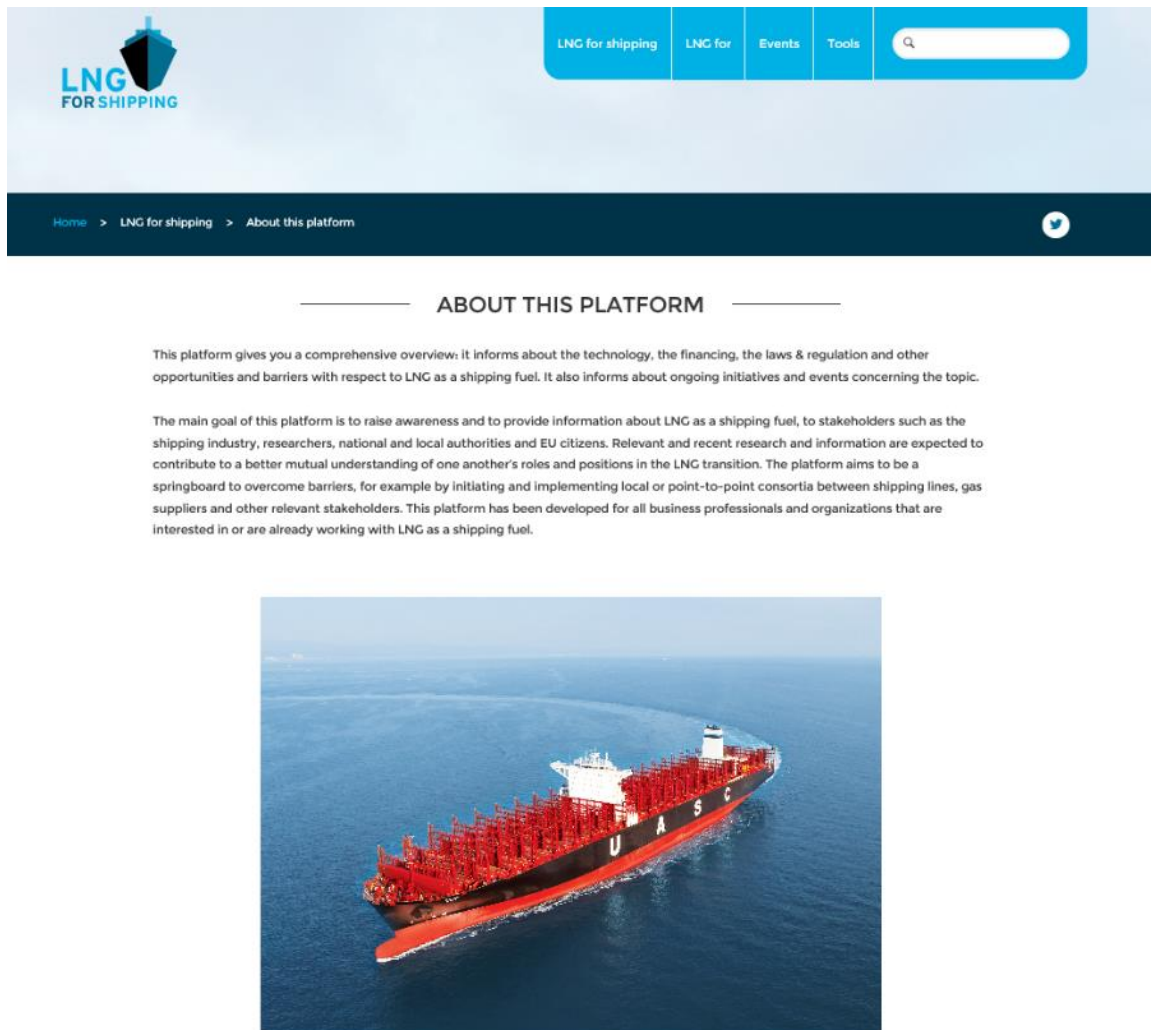 LNG for shipping LNG for Events Tools
LNG
FOR SHIPPING
Home > LNG for shipping > About this platform
ABOUT THIS PLATFORM
This platform gives you a comprehensive overview: it informs about the technology, the financing, the laws & regulation and other
opportunities and barriers with respect to LNG as a shipping fuel. It also informs about ongoing initiatives and events concerning the topic.
The main goal of this platform is to raise awareness and to provide information about LNG as a shipping fuel, to stakeholders such as the
shipping industry, researchers, national and local authorities and EU citizens. Relevant and recent research and information are expected to
contribute to a better mutual understanding of one another's roles and positions in the LNG transition. The platform aims to be a
springboard to overcome barriers, for example by initiating and implementing local or point-to-point consortia between shipping lines, gas
suppliers and other relevant stakeholders. This platform has been developed for all business professionals and organizations that are
interested in or are already working with LNG as a shipping fuel.
U A S C